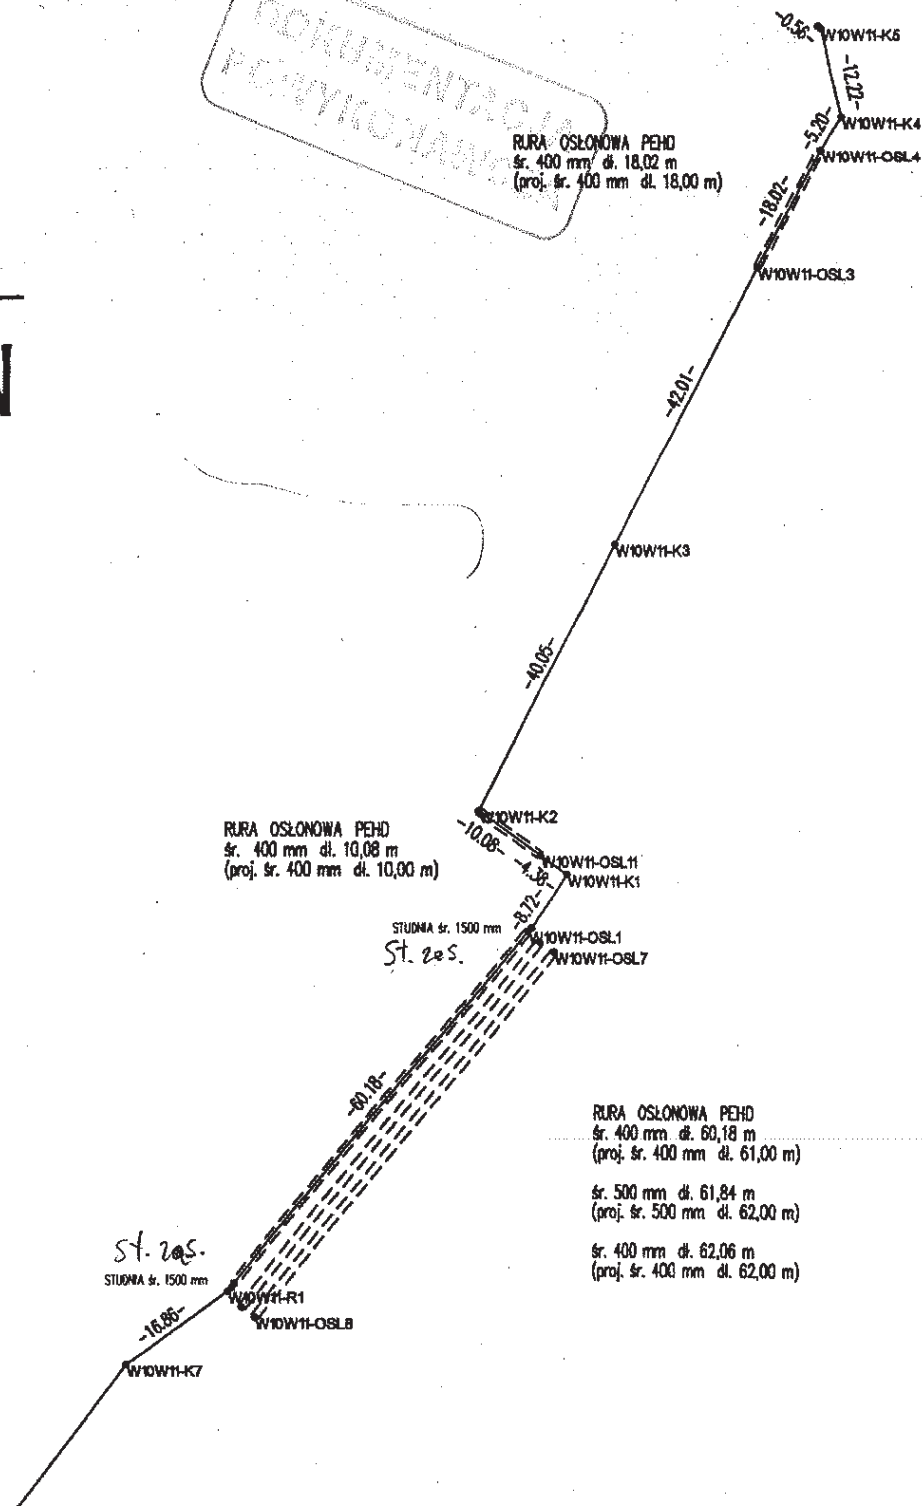 DOKUMENTACJA
POWYKONAWCZA
-0.56-
W10W11-K5
-12.22-
W10W11-K4
-5.20-
W10W11-OSL4
RURA OSŁONOWA PEHD
śr. 400 mm dł. 18,02 m
(proj. śr. 400 mm dł. 18,00 m)
-18.02-
W10W11-OSL3
-42.01-
W10W11-K3
-40.05-
W10W11-K2
RURA OSŁONOWA PEHD
śr. 400 mm dł. 10,08 m
(proj. śr. 400 mm dł. 10,00 m)
-10.08-
-4.38-
W10W11-OSL11
W10W11-K1
-8.72-
STUDNIA śr. 1500 mm
St. zas.
W10W11-OSL1
W10W11-OSL7
-60.18-
RURA OSŁONOWA PEHD
śr. 400 mm dł. 60,18 m
(proj. śr. 400 mm dł. 61,00 m)
śr. 500 mm dł. 61,84 m
(proj. śr. 500 mm dł. 62,00 m)
śr. 400 mm dł. 62,06 m
(proj. śr. 400 mm dł. 62,00 m)
St. zas.
STUDNIA śr. 1500 mm
W10W11-R1
W10W11-OSL8
-16.86-
W10W11-K7